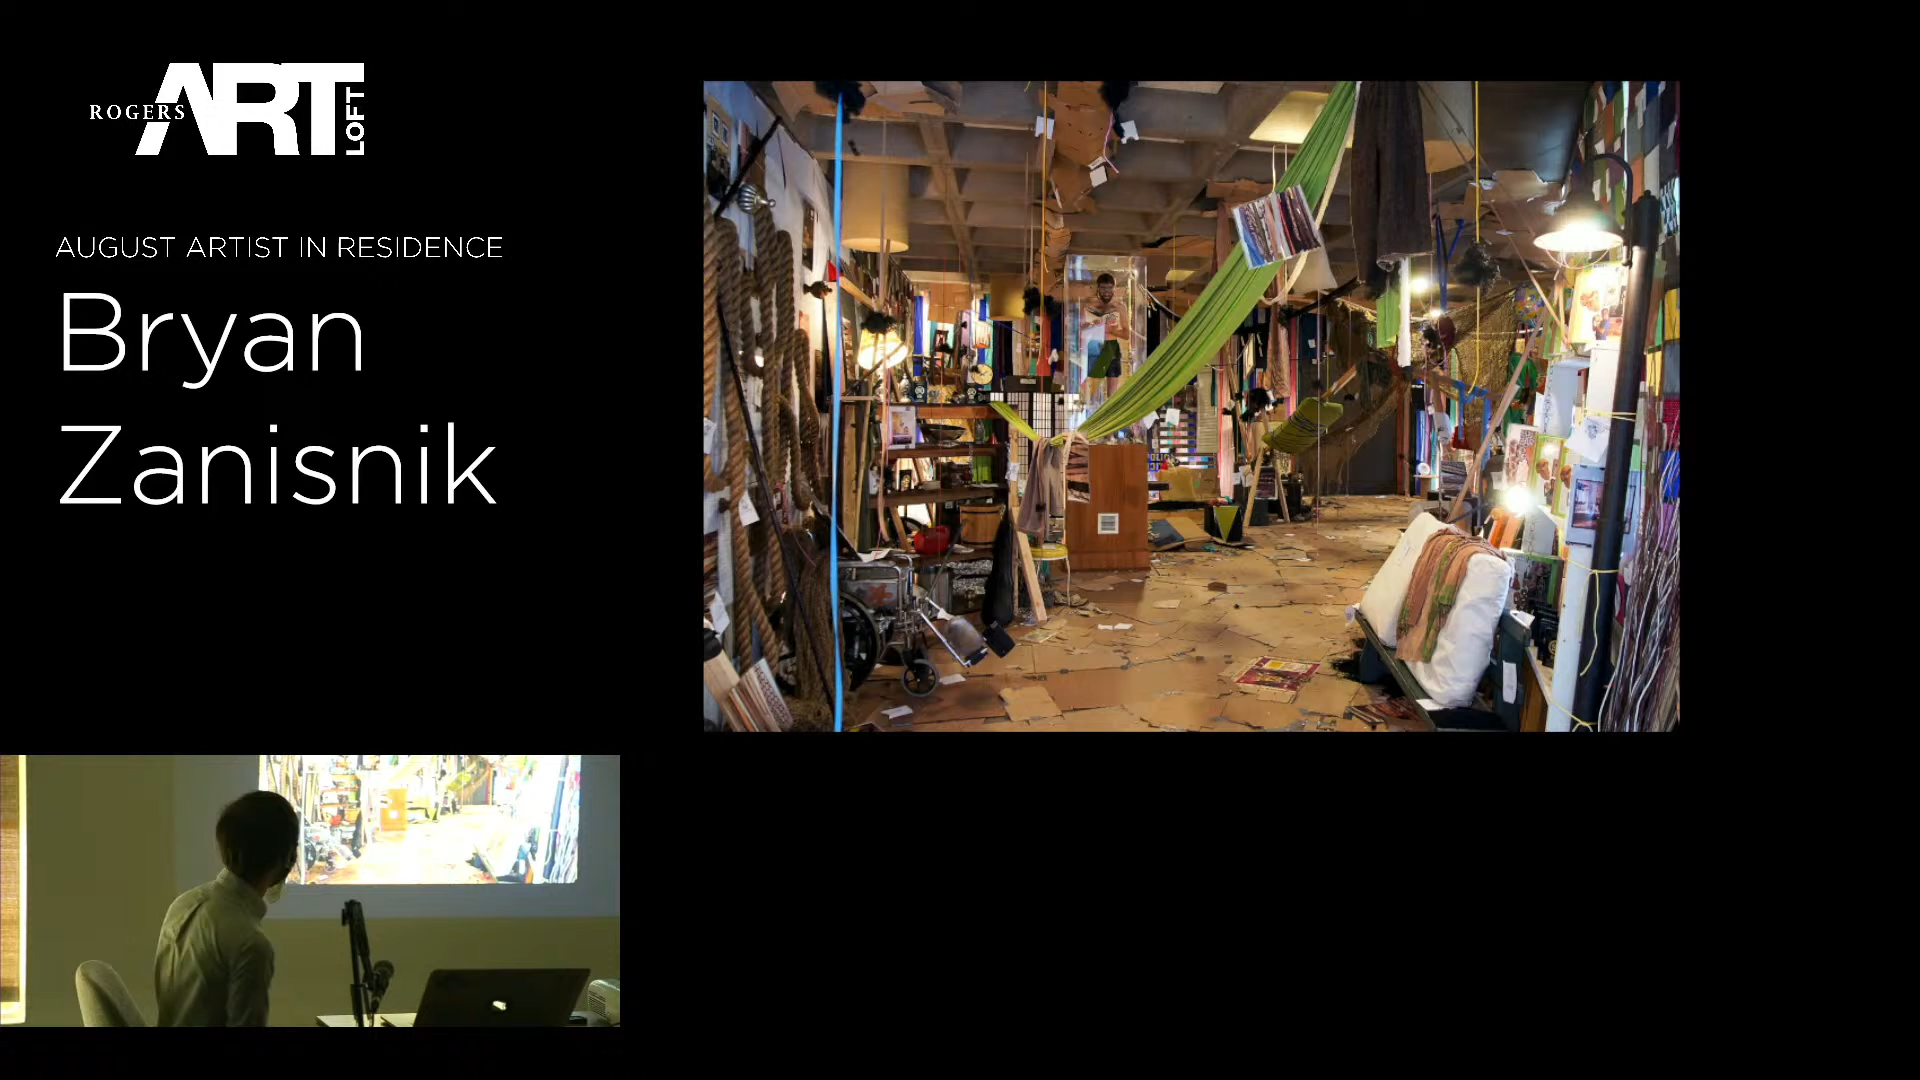 ROGERS
ART
LOFT
AUGUST ARTIST IN RESIDENCE
Bryan
Zanisnik